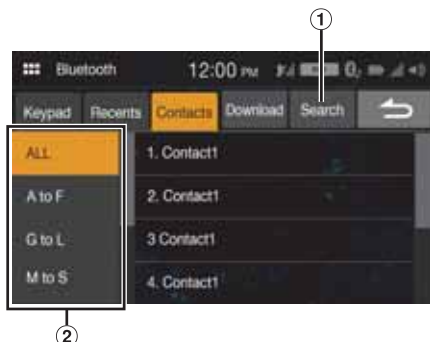 ①
Bluetooth 12:00 PM
Keypad Recents Contacts Download Search
ALL 1. Contact1
A to F 2. Contact1
G to L 3 Contact1
M to S 4. Contact1
②